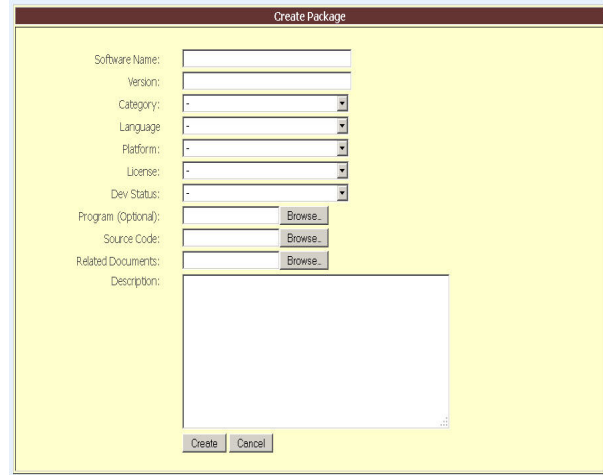 Create Package
Software Name:
Version:
Category: -
Language -
Platform: -
License: -
Dev Status: -
Program (Optional): Browse..
Source Code: Browse..
Related Documents: Browse..
Description:
Create Cancel